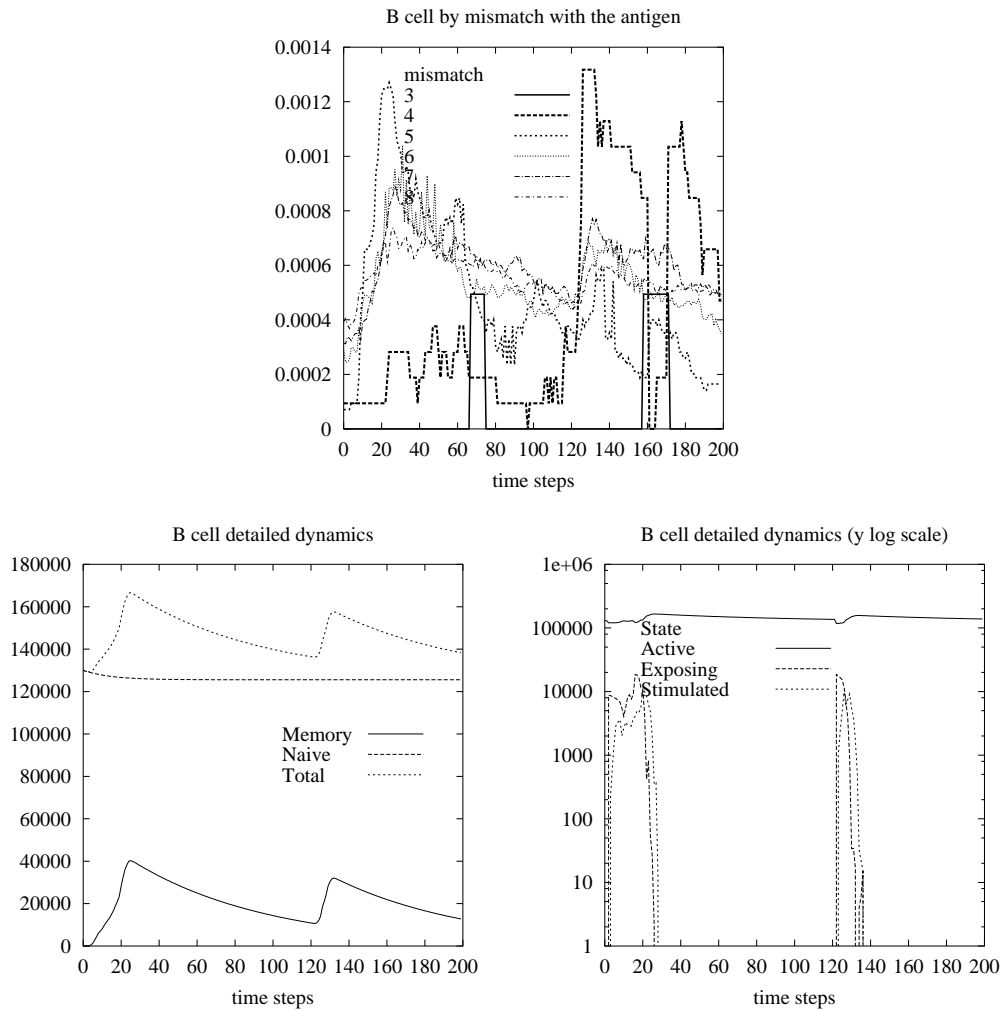 B cell by mismatch with the antigen
0.0014
0.0012
0.001
0.0008
0.0006
0.0004
0.0002
0
mismatch
3
4
5
6
7
8
0 20 40 60 80 100 120 140 160 180 200
time steps
B cell detailed dynamics
180000
160000
140000
120000
100000
80000
60000
40000
20000
0
Memory
Naive
Total
0 20 40 60 80 100 120 140 160 180 200
time steps
B cell detailed dynamics (y log scale)
1e+06
100000
10000
1000
100
10
1
State
Active
Exposing
Stimulated
0 20 40 60 80 100 120 140 160 180 200
time steps